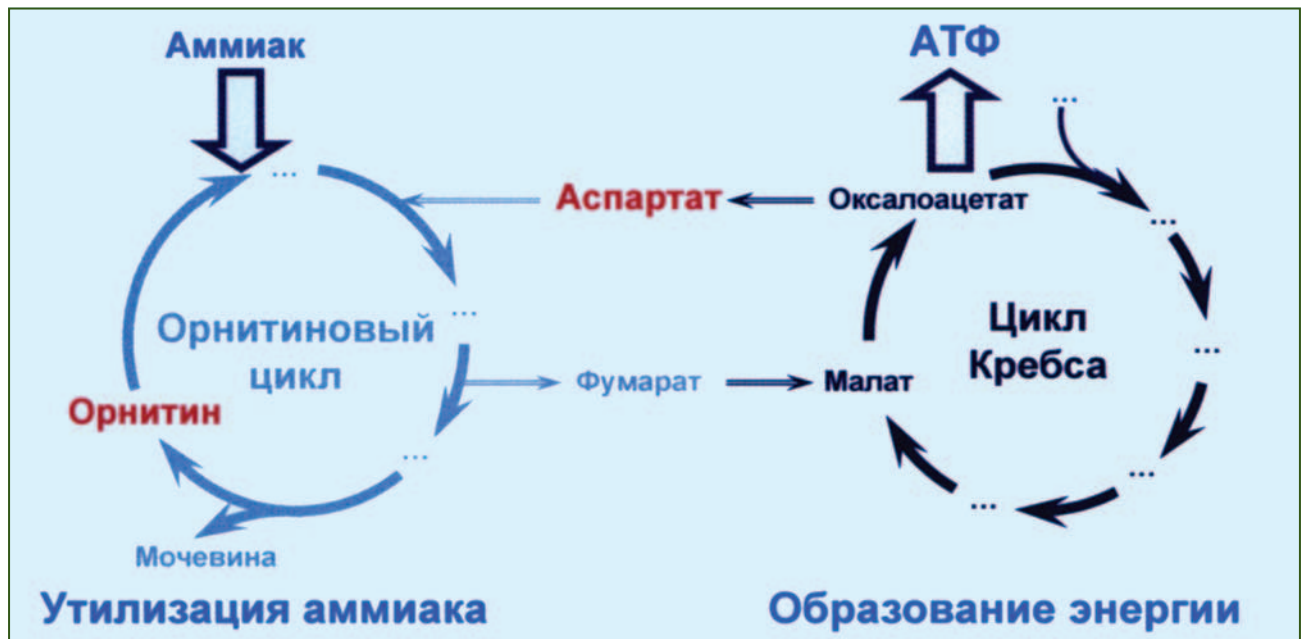 Аммиак
АТФ
...
...
Аспартат
Оксалоацетат
...
...
Орнитиновый
цикл
Цикл
Кребса
...
Фумарат
Малат
Орнитин
...
...
...
Мочевина
Утилизация аммиака
Образование энергии